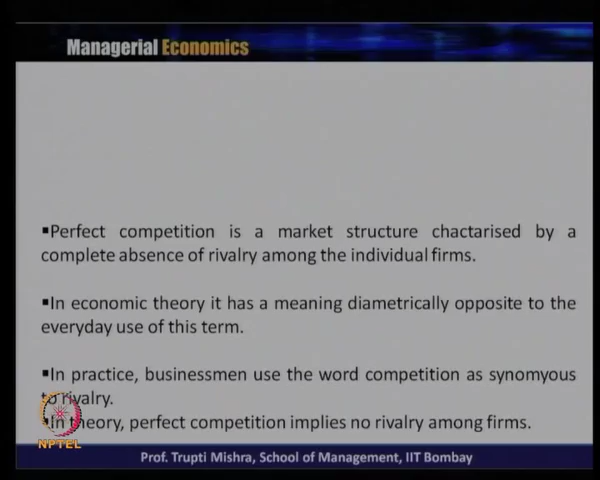 Managerial Economics
▪Perfect competition is a market structure chactarised by a
complete absence of rivalry among the individual firms.
▪In economic theory it has a meaning diametrically opposite to the
everyday use of this term.
▪In practice, businessmen use the word competition as synomyous
to rivalry.
▪In theory, perfect competition implies no rivalry among firms.
NPTEL
Prof. Trupti Mishra, School of Management, IIT Bombay